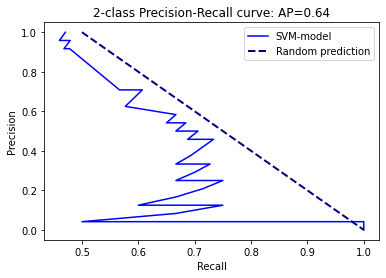 2-class Precision-Recall curve: AP=0.64
SVM-model
Random prediction
Precision
1.0
0.8
0.6
0.4
0.2
0.0
0.5
0.6
0.7
0.8
0.9
1.0
Recall